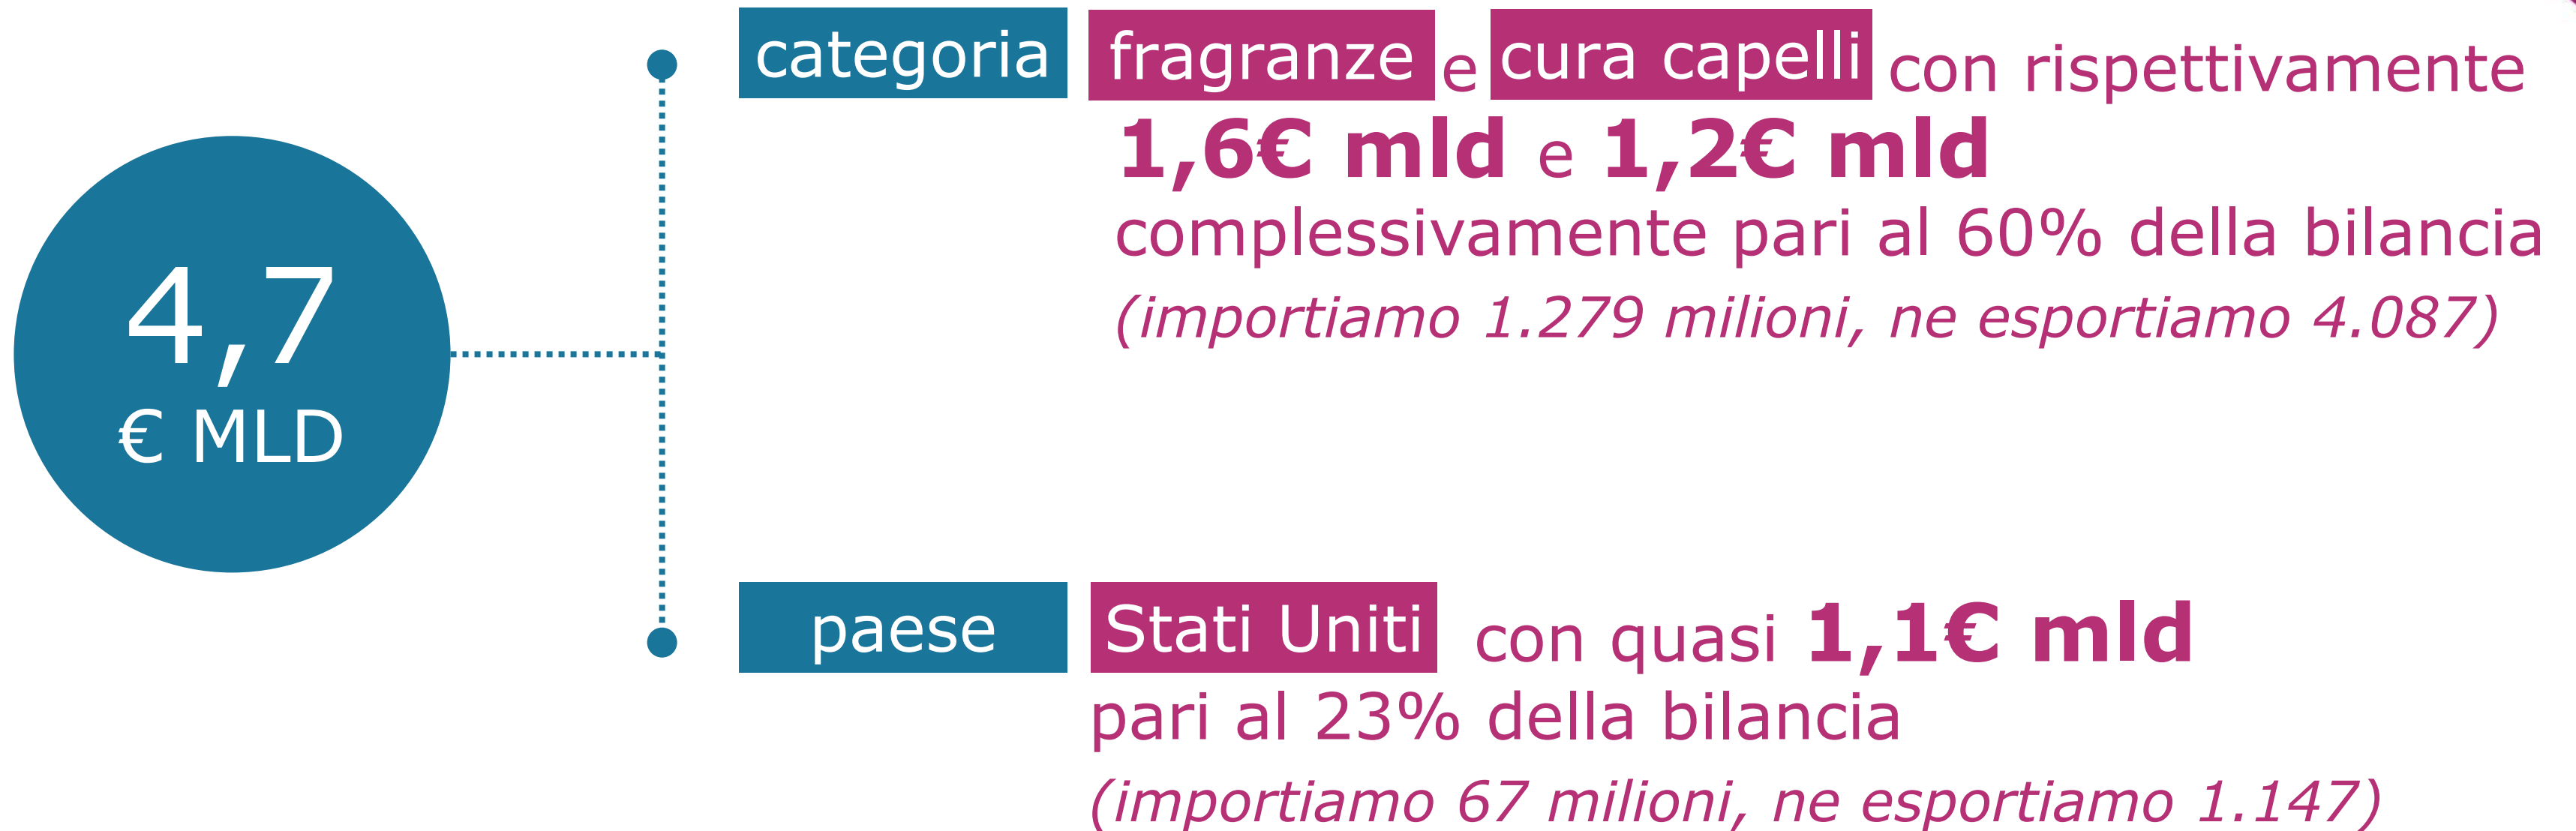 4,7
€ MLD
categoria fragranze e cura capelli con rispettivamente
1,6€ mld e 1,2€ mld
complessivamente pari al 60% della bilancia
(importiamo 1.279 milioni, ne esportiamo 4.087)
paese Stati Uniti con quasi 1,1€ mld
pari al 23% della bilancia
(importiamo 67 milioni, ne esportiamo 1.147)